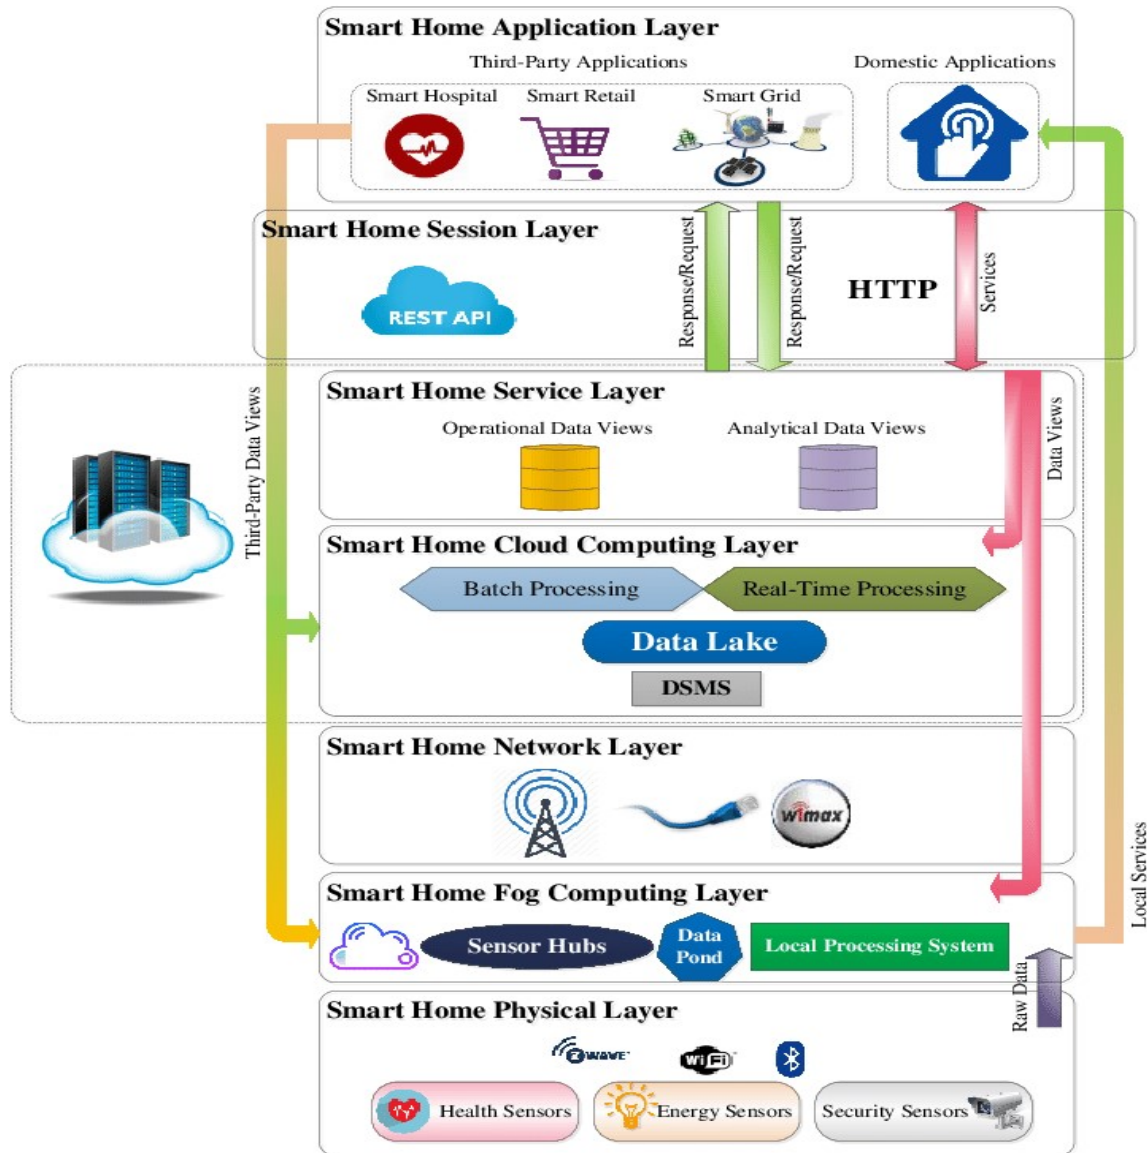 Smart Home Application Layer
Third-Party Applications
Domestic Applications
Smart Hospital
Smart Retail
Smart Grid
Smart Home Session Layer
REST API
Response/Request
Response/Request
HTTP
Services
Third-Party Data Views
Smart Home Service Layer
Operational Data Views
Analytical Data Views
Data Views
Smart Home Cloud Computing Layer
Batch Processing
Real-Time Processing
Data Lake
DSMS
Smart Home Network Layer
wimax
Local Services
Smart Home Fog Computing Layer
Sensor Hubs
Data
Pond
Local Processing System
Raw Data
Smart Home Physical Layer
Z WAVE
WiFi
Health Sensors
Energy Sensors
Security Sensors